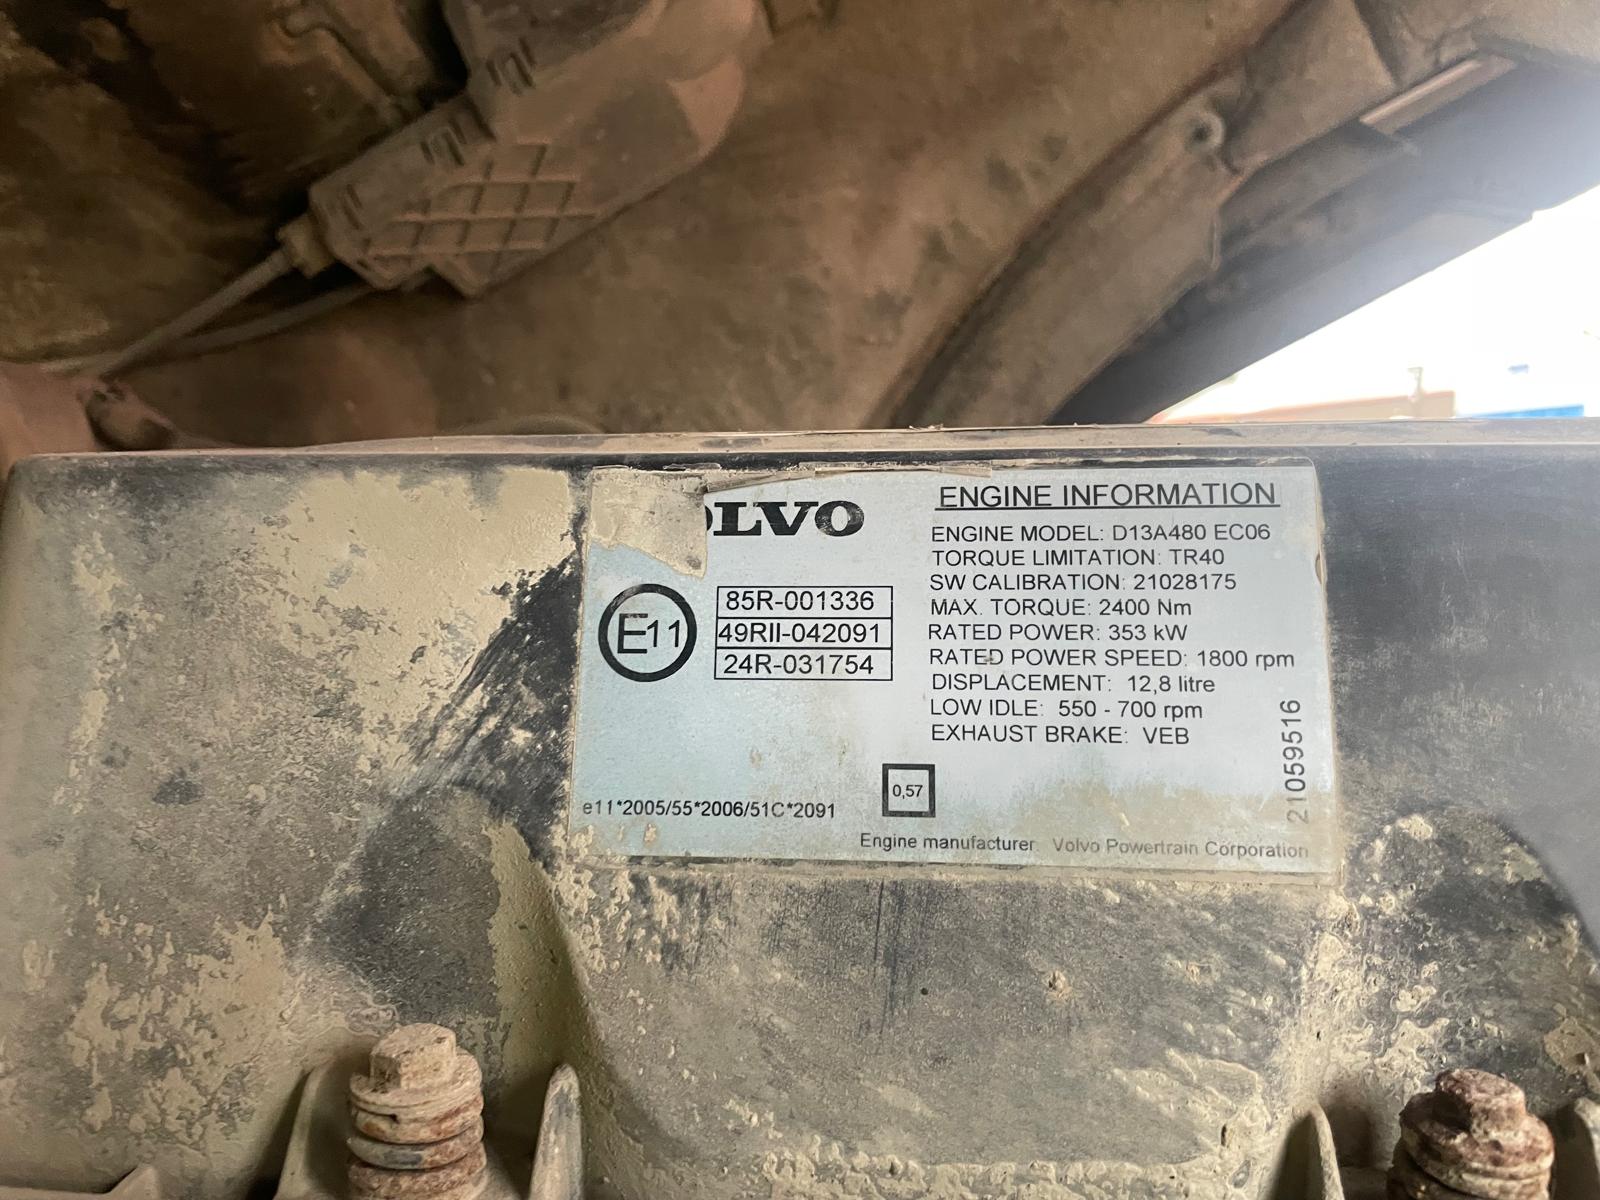 OLVO
E11
85R-001336
49RII-042091
24R-031754
ENGINE INFORMATION
ENGINE MODEL: D13A480 EC06
TORQUE LIMITATION: TR40
SW CALIBRATION: 21028175
MAX. TORQUE: 2400 Nm
RATED POWER: 353 kW
RATED POWER SPEED: 1800 rpm
DISPLACEMENT: 12,8 litre
LOW IDLE: 550 - 700 rpm
EXHAUST BRAKE: VEB
21059516
0,57
e11*2005/55*2006/51C*2091
Engine manufacturer: Volvo Powertrain Corporation